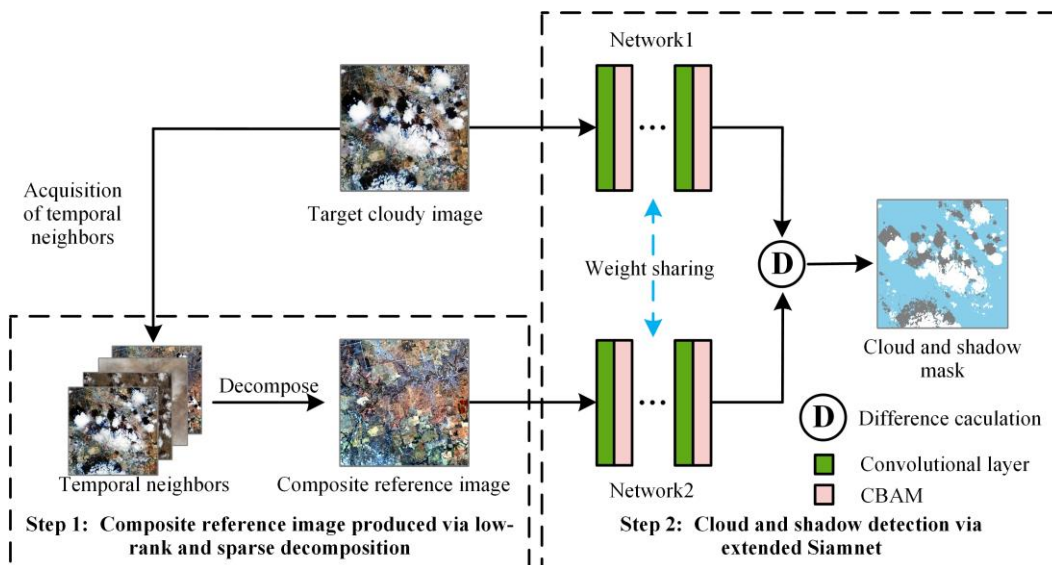 Network1
Acquisition
of temporal
neighbors
Target cloudy image
Weight sharing
D
Cloud and shadow
mask
Decompose
Temporal neighbors
Composite reference image
Network2
D
Difference caculation
Convolutional layer
CBAM
Step 1: Composite reference image produced via low-
rank and sparse decomposition
Step 2: Cloud and shadow detection via
extended Siamnet